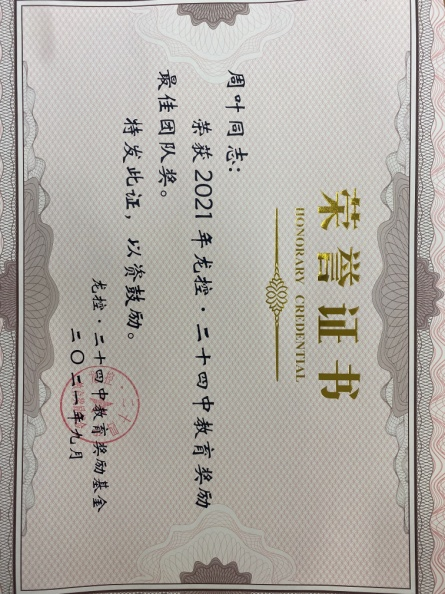 荣誉证书
HONORARY CREDENTIAL
周叶同志：
荣获2021年龙控·二十四中教育奖励
最佳团队奖。
特发此证，以资鼓励。
龙控·二十四中教育奖励基金
二〇二一年九月